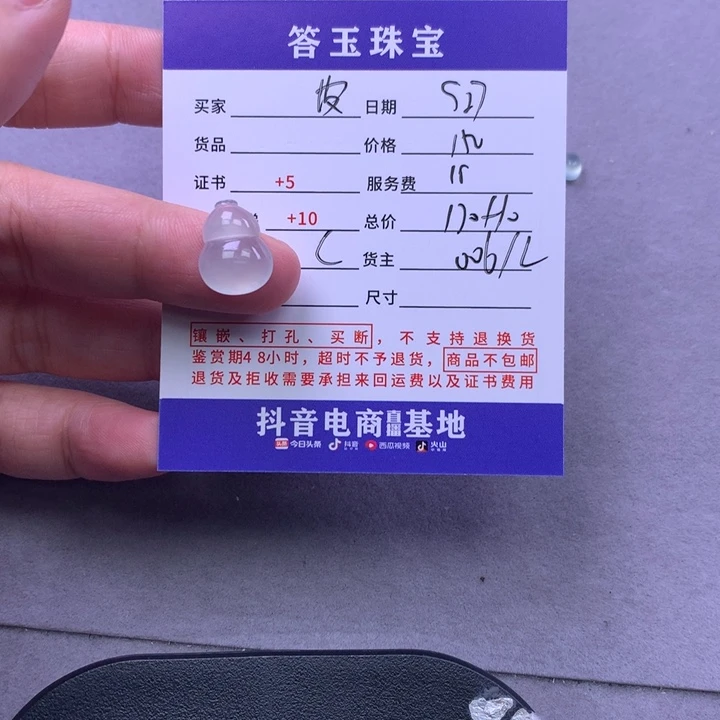 答玉珠宝
买家 日期 527
货品 价格 150
证书 +5 服务费 15
+10 总价
货主 006/L
尺寸
镶嵌、打孔、买断，不支持退换货
鉴赏期48小时，超时不予退货，商品不包邮
退货及拒收需要承担来回运费以及证书费用
抖音电商直播基地
头条 今日头条 抖音 西瓜视频 火山